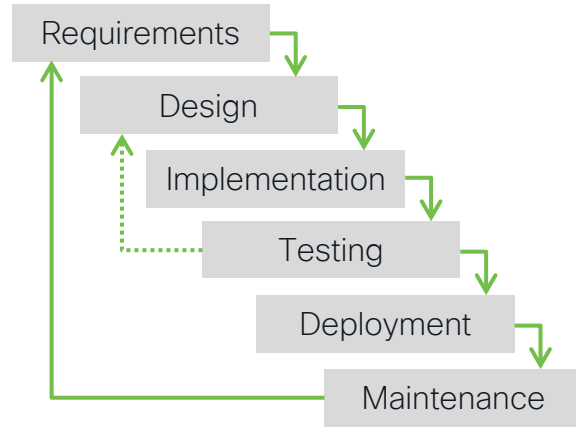 Requirements
Design
Implementation
Testing
Deployment
Maintenance